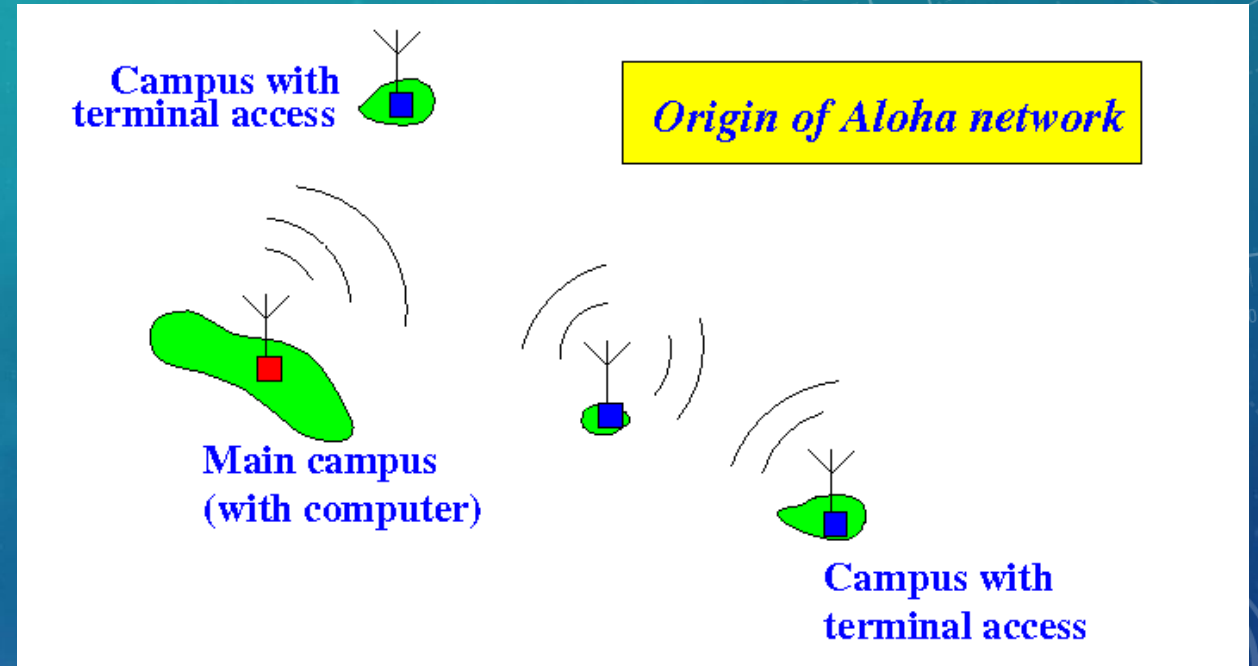 Campus with
terminal access
Origin of Aloha network
Main campus
(with computer)
Campus with
terminal access